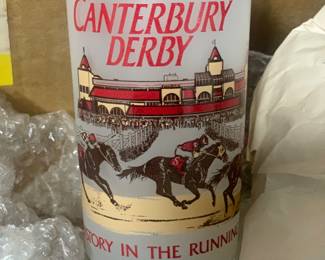 CANTERBURY
DERBY
STORY IN THE RUNNING